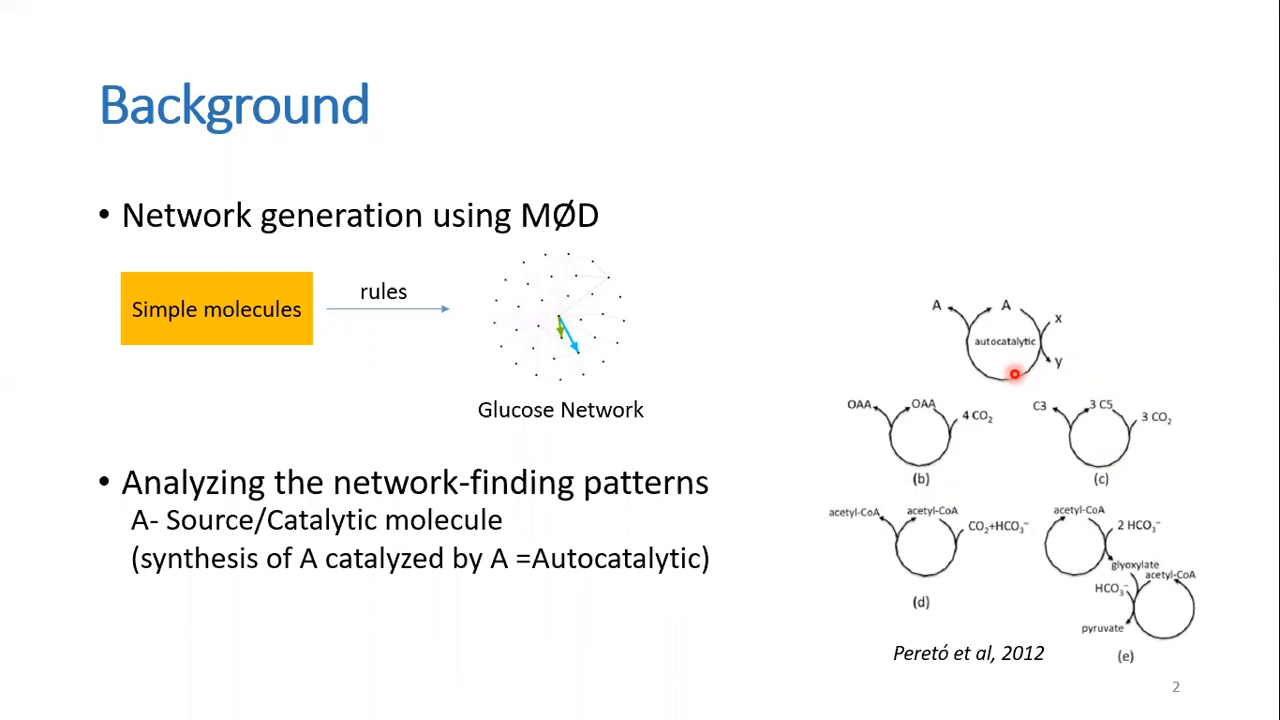 Background
• Network generation using MØD
Simple molecules
rules
Glucose Network
• Analyzing the network-finding patterns
A- Source/Catalytic molecule
(synthesis of A catalyzed by A =Autocatalytic)
A
A
x
autocatalytic
y
OAA
OAA
4 CO₂
(b)
C3
3 C5
3 CO₂
(c)
acetyl-CoA
acetyl-CoA
CO₂+HCO₃⁻
(d)
acetyl-CoA
2 HCO₃⁻
glyoxylate
acetyl-CoA
HCO₃⁻
pyruvate
(e)
Peretó et al, 2012
2